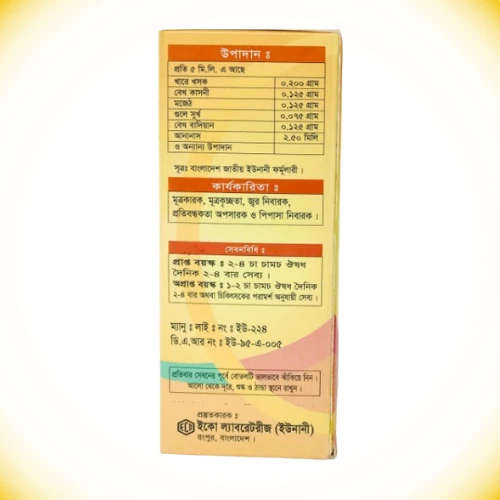 উপাদান ঃ
প্রতি ৫ মি.লি. এ আছে
খারে খসক ০.২০০ গ্রাম
বেখ কাসনী ০.১২৫ গ্রাম
মজেঠ ০.১২৫ গ্রাম
গুলে সুর্খ ০.০৭৫ গ্রাম
বেখ বাদিয়ান ০.১২৫ গ্রাম
আনানাস ২.৫০ মিলি
ও অন্যান্য উপাদান
সূত্রঃ বাংলাদেশ জাতীয় ইউনানী ফর্মূলারী।
কার্যকারিতা ঃ
মূত্রকারক, মূত্রকৃচ্ছতা, জ্বর নিবারক,
প্রতিবন্ধকতা অপসারক ও পিপাসা নিবারক।
সেবনবিধি ঃ
প্রাপ্ত বয়স্ক ঃ ২-৪ চা চামচ ঔষধ
দৈনিক ২-৪ বার সেব্য।
অপ্রাপ্ত বয়স্ক ঃ ১-২ চা চামচ ঔষধ দৈনিক
২-৪ বার অথবা চিকিৎসকের পরামর্শ অনুযায়ী সেব্য।
ম্যানু ঃ লাই ঃ নং ঃ ইউ-২২৪
ডি.এ.আর নং ঃ ইউ-৯৫-এ-০০৫
প্রতিবার সেবনের পূর্বে বোতলটি ভালভাবে ঝাঁকিয়ে নিন।
আলো থেকে দূরে, শুষ্ক ও ঠান্ডা স্থানে রাখুন।
প্রস্তুতকারক ঃ
ECO ইকো ল্যাবরেটরীজ (ইউনানী)
রংপুর, বাংলাদেশ।